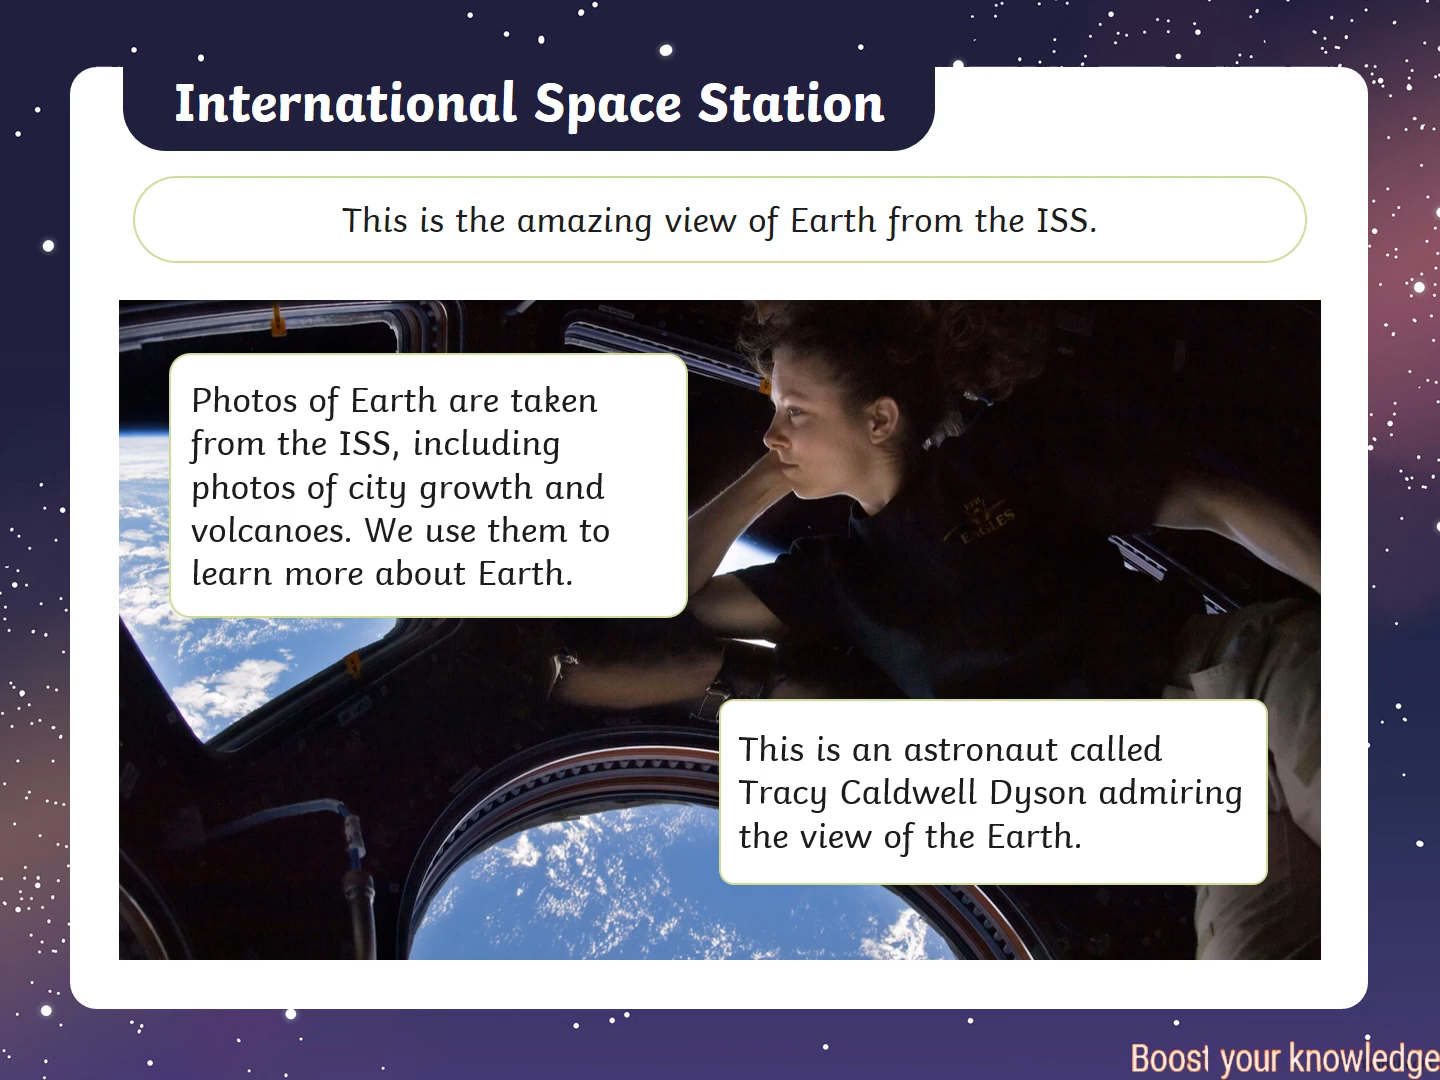 International Space Station
This is the amazing view of Earth from the ISS.
Photos of Earth are taken
from the ISS, including
photos of city growth and
volcanoes. We use them to
learn more about Earth.
EAGLES
This is an astronaut called
Tracy Caldwell Dyson admiring
the view of the Earth.
Boost your knowledge